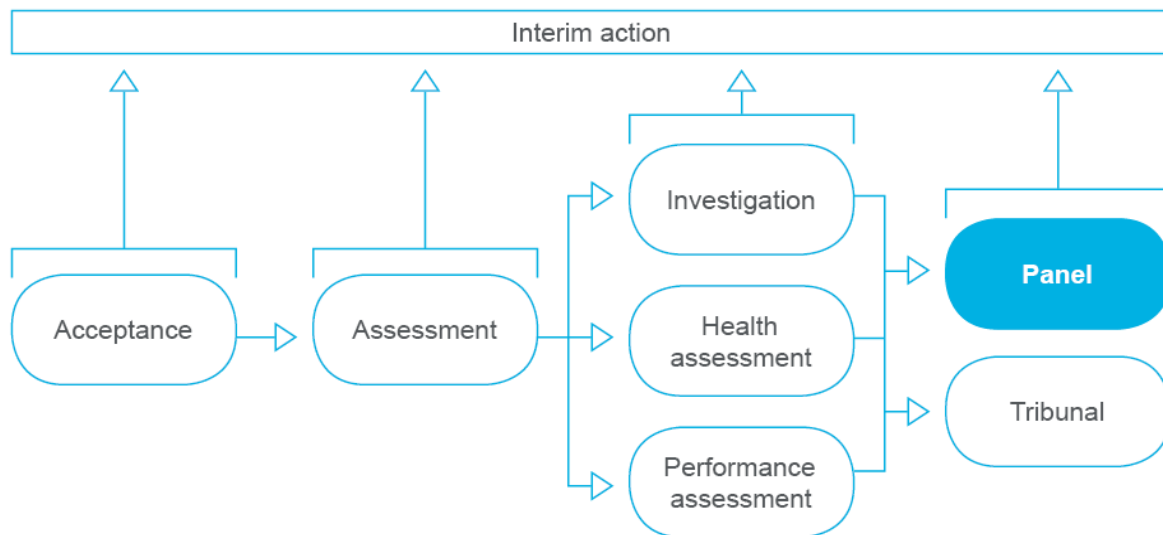 Interim action
Acceptance
Assessment
Investigation
Health
assessment
Performance
assessment
Panel
Tribunal